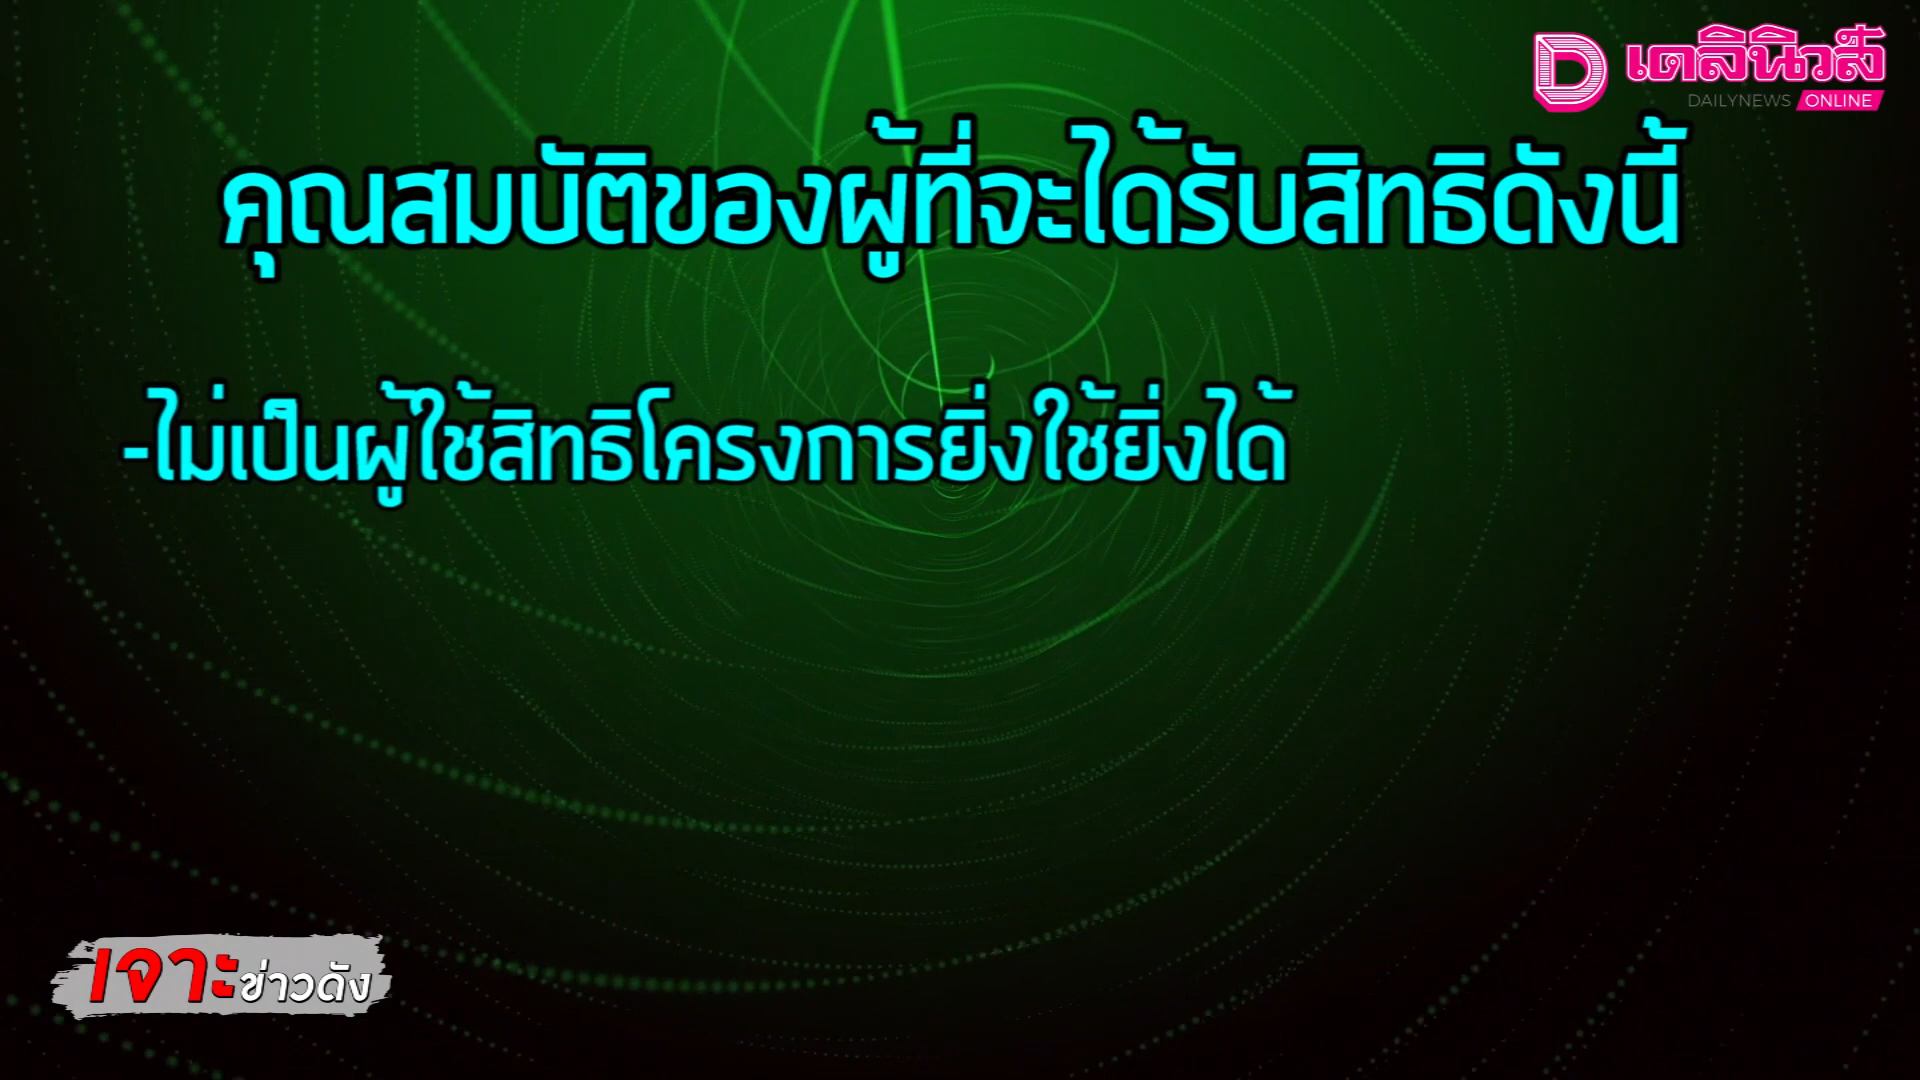 เดลินิวส์
DAILYNEWS ONLINE
คุณสมบัติของผู้ที่จะได้รับสิทธิดังนี้
-ไม่เป็นผู้ใช้สิทธิโครงการยิ่งใช้ยิ่งได้
เจาะข่าวดัง